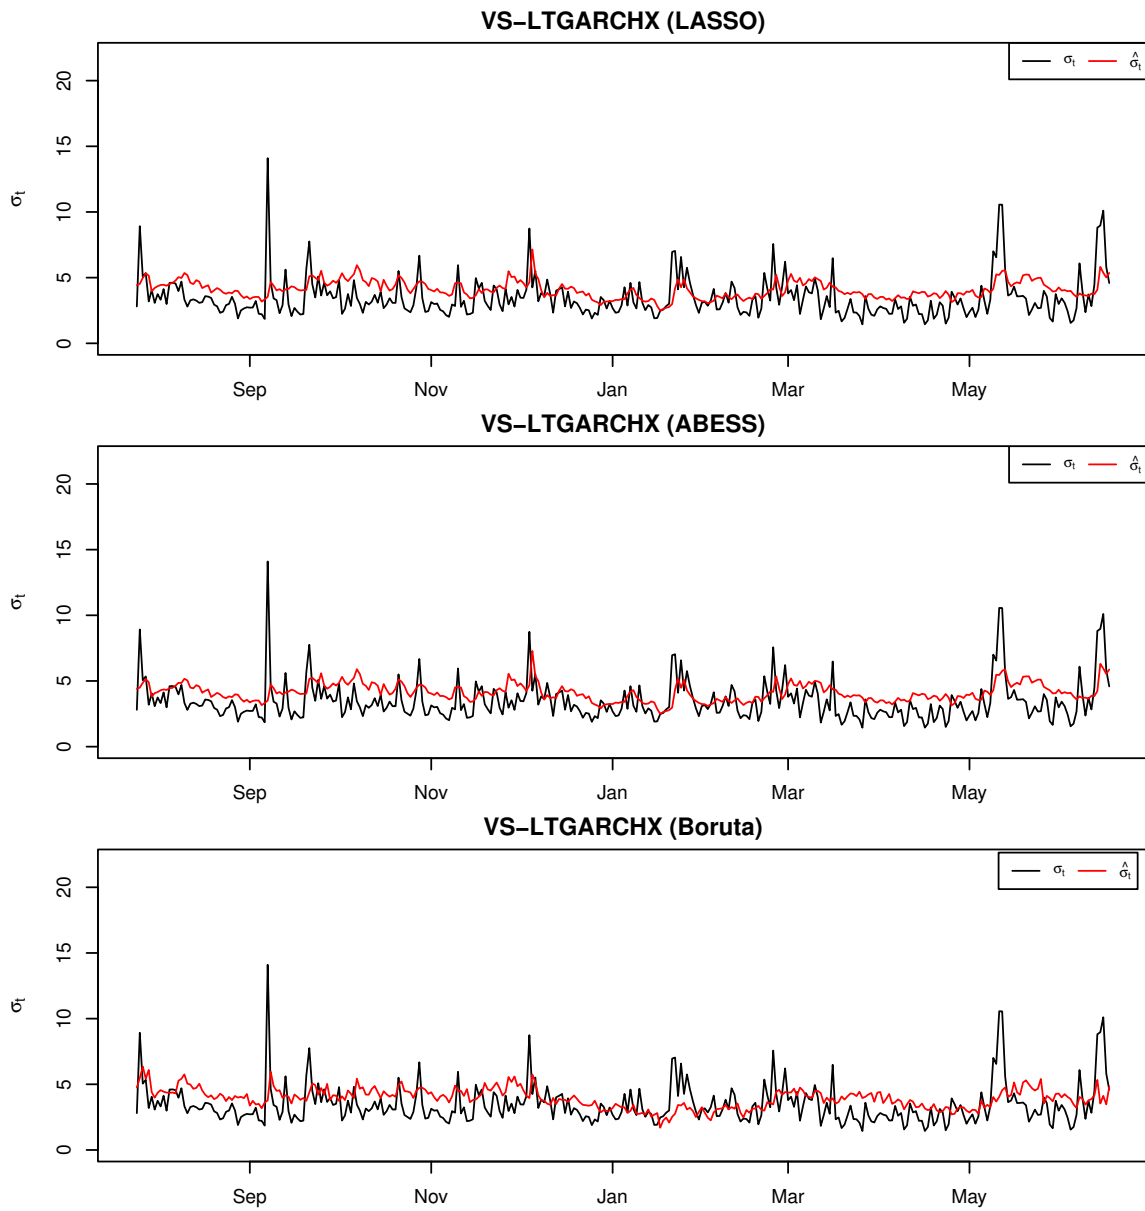 VS−LTGARCHX (LASSO)
σt σ̂t
20
15
10
5
0
σt
Sep Nov Jan Mar May
VS−LTGARCHX (ABESS)
σt σ̂t
20
15
10
5
0
σt
Sep Nov Jan Mar May
VS−LTGARCHX (Boruta)
σt σ̂t
20
15
10
5
0
σt
Sep Nov Jan Mar May